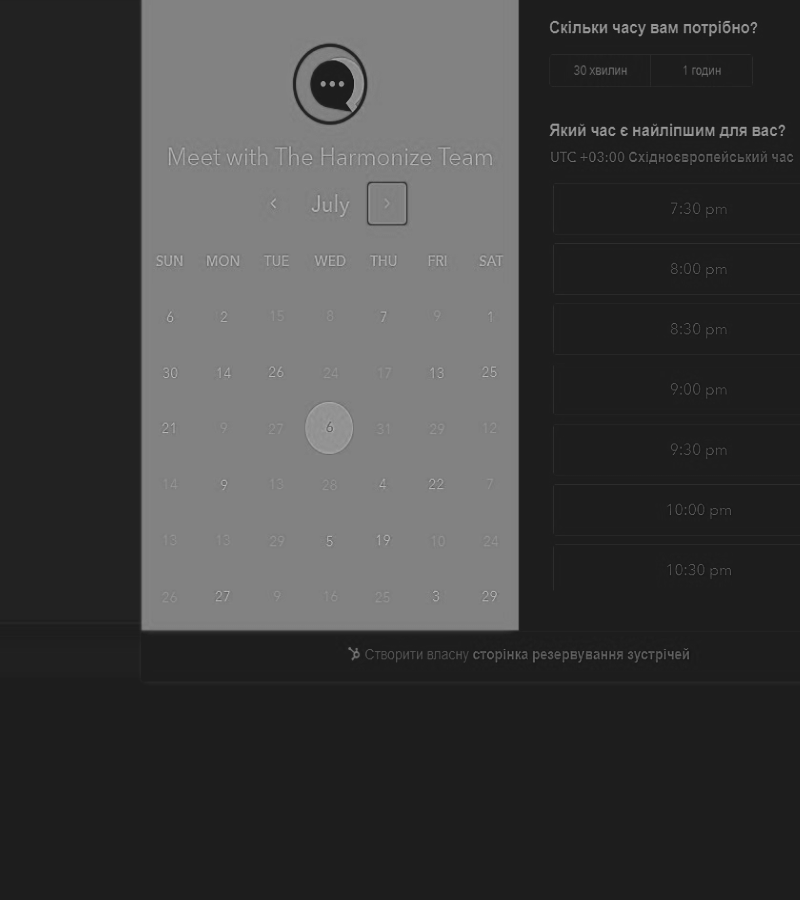 Meet with The Harmonize Team
July
SUN MON TUE WED THU FRI SAT
6 2 15 8 7 9 1
30 14 26 24 17 13 25
21 9 27 6 31 29 12
14 9 13 28 4 22 7
13 13 29 5 19 10 24
26 27 9 16 25 3 29
Скільки часу вам потрібно?
30 хвилин 1 годин
Який час є найліпшим для вас?
UTC +03:00 Східноєвропейський час
7:30 pm
8:00 pm
8:30 pm
9:00 pm
9:30 pm
10:00 pm
10:30 pm
Створити власну сторінка резервування зустрічей